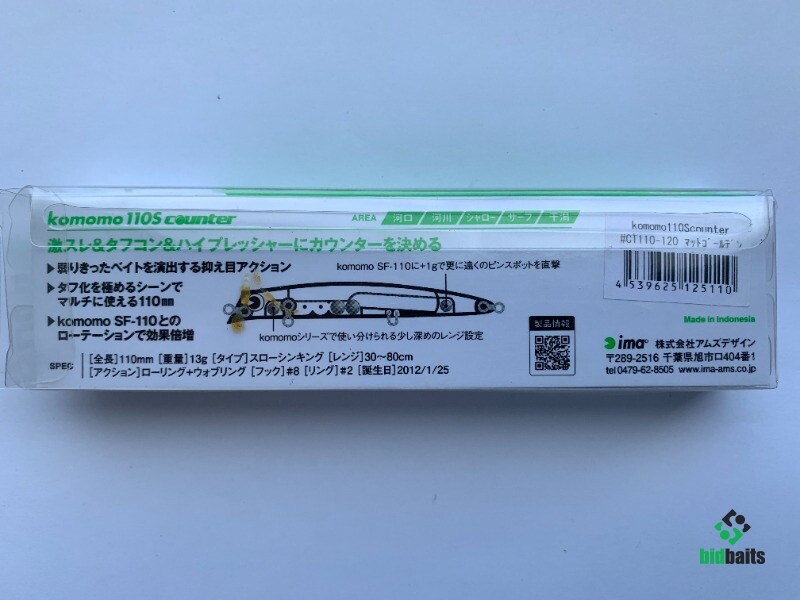 komomo 110S counter
AREA 河口 河川 シャロー サーフ 干潟
激スレ&タフコン&ハイプレッシャーにカウンターを決める
▶弱りきったベイトを演出する抑え目アクション
▶タフ化を極めるシーンで
マルチに使える110mm
▶komomo SF-110との
ローテーションで効果倍増
komomo SF-110に+1gで更に遠くのピンスポットを直撃
komomoシリーズで使い分けられる少し深めのレンジ設定
SPEC
[全長]110mm [重量]13g [タイプ]スローシンキング [レンジ]30~80cm
[アクション]ローリング+ウォブリング [フック]#8 [リング]#2 [誕生日]2012/1/25
製品情報
komomo110Scounter
#CT110-120 マットゴールデン
4 539625 125110
Made in Indonesia
ima® 株式会社アムズデザイン
〒289-2516 千葉県旭市ロ404番1
tel 0479-62-8505 www.ima-ams.co.jp
bidbaits